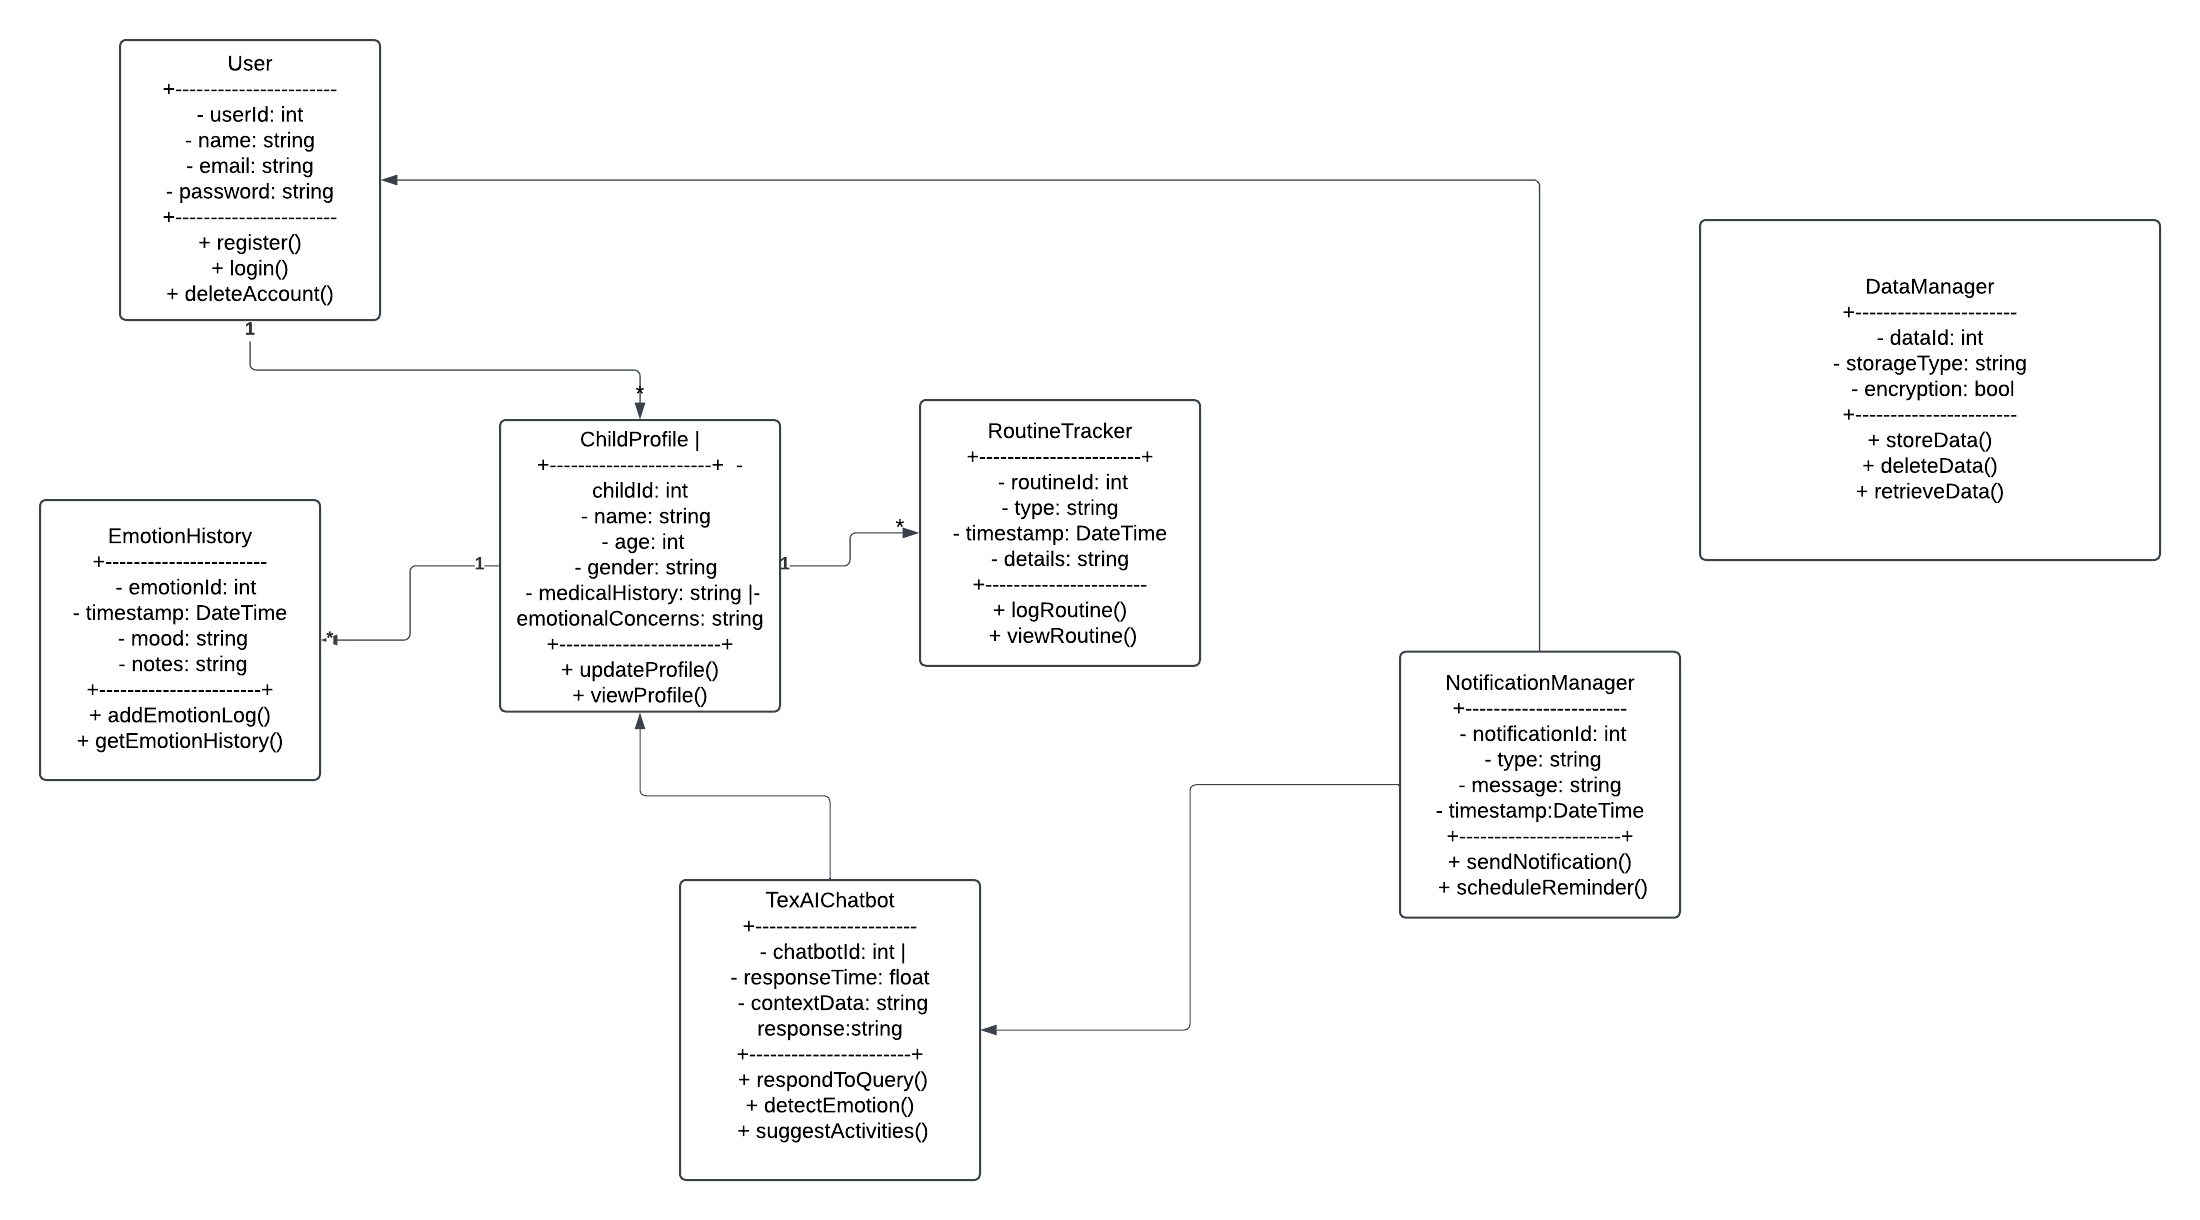 User
+-----------------------
- userId: int
- name: string
- email: string
- password: string
+-----------------------
+ register()
+ login()
+ deleteAccount()
1
*
ChildProfile |
+-----------------------+  -
childId: int
- name: string
- age: int
- gender: string
- medicalHistory: string |-
emotionalConcerns: string
+-----------------------+
+ updateProfile()
+ viewProfile()
1
*
EmotionHistory
+-----------------------
- emotionId: int
- timestamp: DateTime
- mood: string
- notes: string
+-----------------------+
+ addEmotionLog()
+ getEmotionHistory()
1
*
RoutineTracker
+-----------------------+
- routineId: int
- type: string
- timestamp: DateTime
- details: string
+-----------------------
+ logRoutine()
+ viewRoutine()
DataManager
+-----------------------
- dataId: int
- storageType: string
- encryption: bool
+-----------------------
+ storeData()
+ deleteData()
+ retrieveData()
NotificationManager
+-----------------------
- notificationId: int
- type: string
- message: string
- timestamp:DateTime
+-----------------------+
+ sendNotification()
+ scheduleReminder()
TexAIChatbot
+-----------------------
- chatbotId: int |
- responseTime: float
- contextData: string
response:string
+-----------------------+
+ respondToQuery()
+ detectEmotion()
+ suggestActivities()